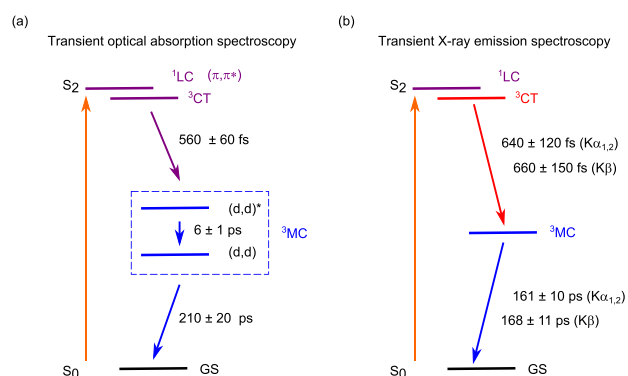 (a)
Transient optical absorption spectroscopy
S₂
¹LC (π,π*)
³CT
560 ± 60 fs
(d,d)*
6 ± 1 ps
³MC
(d,d)
210 ± 20 ps
S₀
GS
(b)
Transient X-ray emission spectroscopy
S₂
¹LC
³CT
640 ± 120 fs (Kα₁,₂)
660 ± 150 fs (Kβ)
³MC
161 ± 10 ps (Kα₁,₂)
168 ± 11 ps (Kβ)
S₀
GS